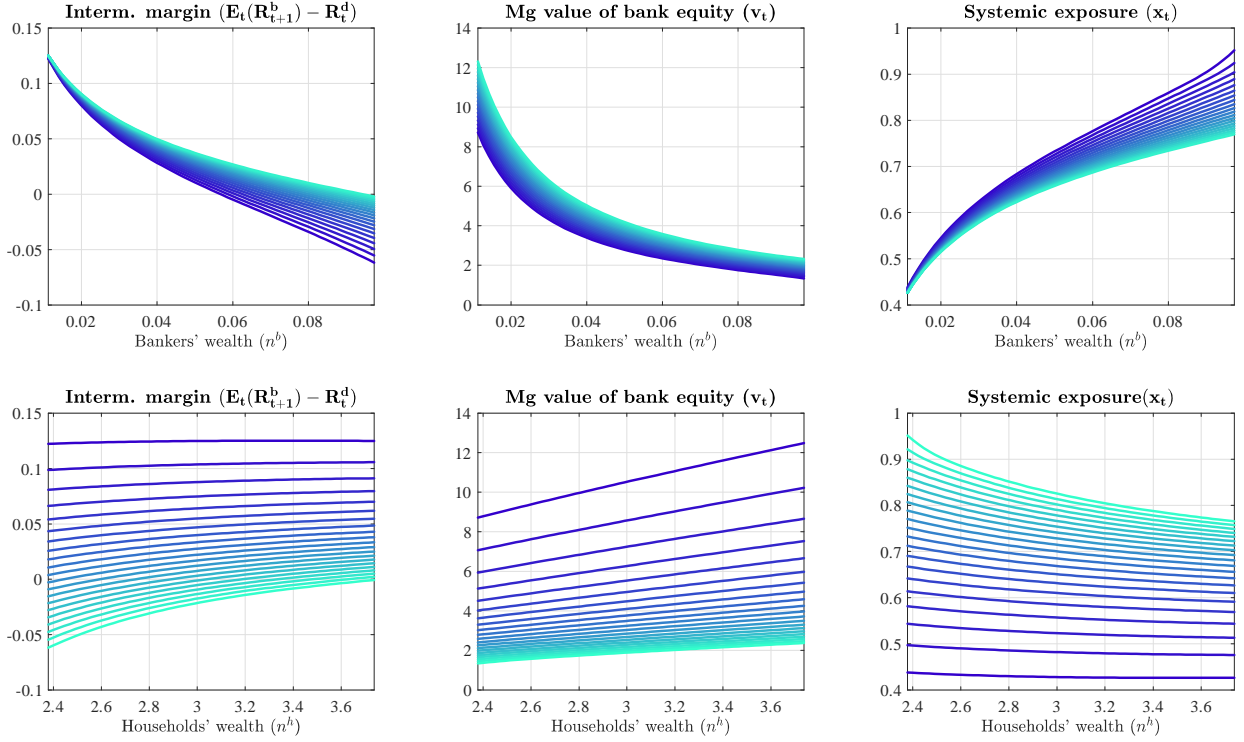 Interm. margin (E_t(R^b_{t+1}) − R^d_t)
0.15
0.1
0.05
0
-0.05
-0.1
0.02 0.04 0.06 0.08
Bankers' wealth (n^b)
Mg value of bank equity (v_t)
14
12
10
8
6
4
2
0
0.02 0.04 0.06 0.08
Bankers' wealth (n^b)
Systemic exposure (x_t)
1
0.9
0.8
0.7
0.6
0.5
0.4
0.02 0.04 0.06 0.08
Bankers' wealth (n^b)
Interm. margin (E_t(R^b_{t+1}) − R^d_t)
0.15
0.1
0.05
0
-0.05
-0.1
2.4 2.6 2.8 3 3.2 3.4 3.6
Households' wealth (n^h)
Mg value of bank equity (v_t)
14
12
10
8
6
4
2
0
2.4 2.6 2.8 3 3.2 3.4 3.6
Households' wealth (n^h)
Systemic exposure(x_t)
1
0.9
0.8
0.7
0.6
0.5
0.4
2.4 2.6 2.8 3 3.2 3.4 3.6
Households' wealth (n^h)